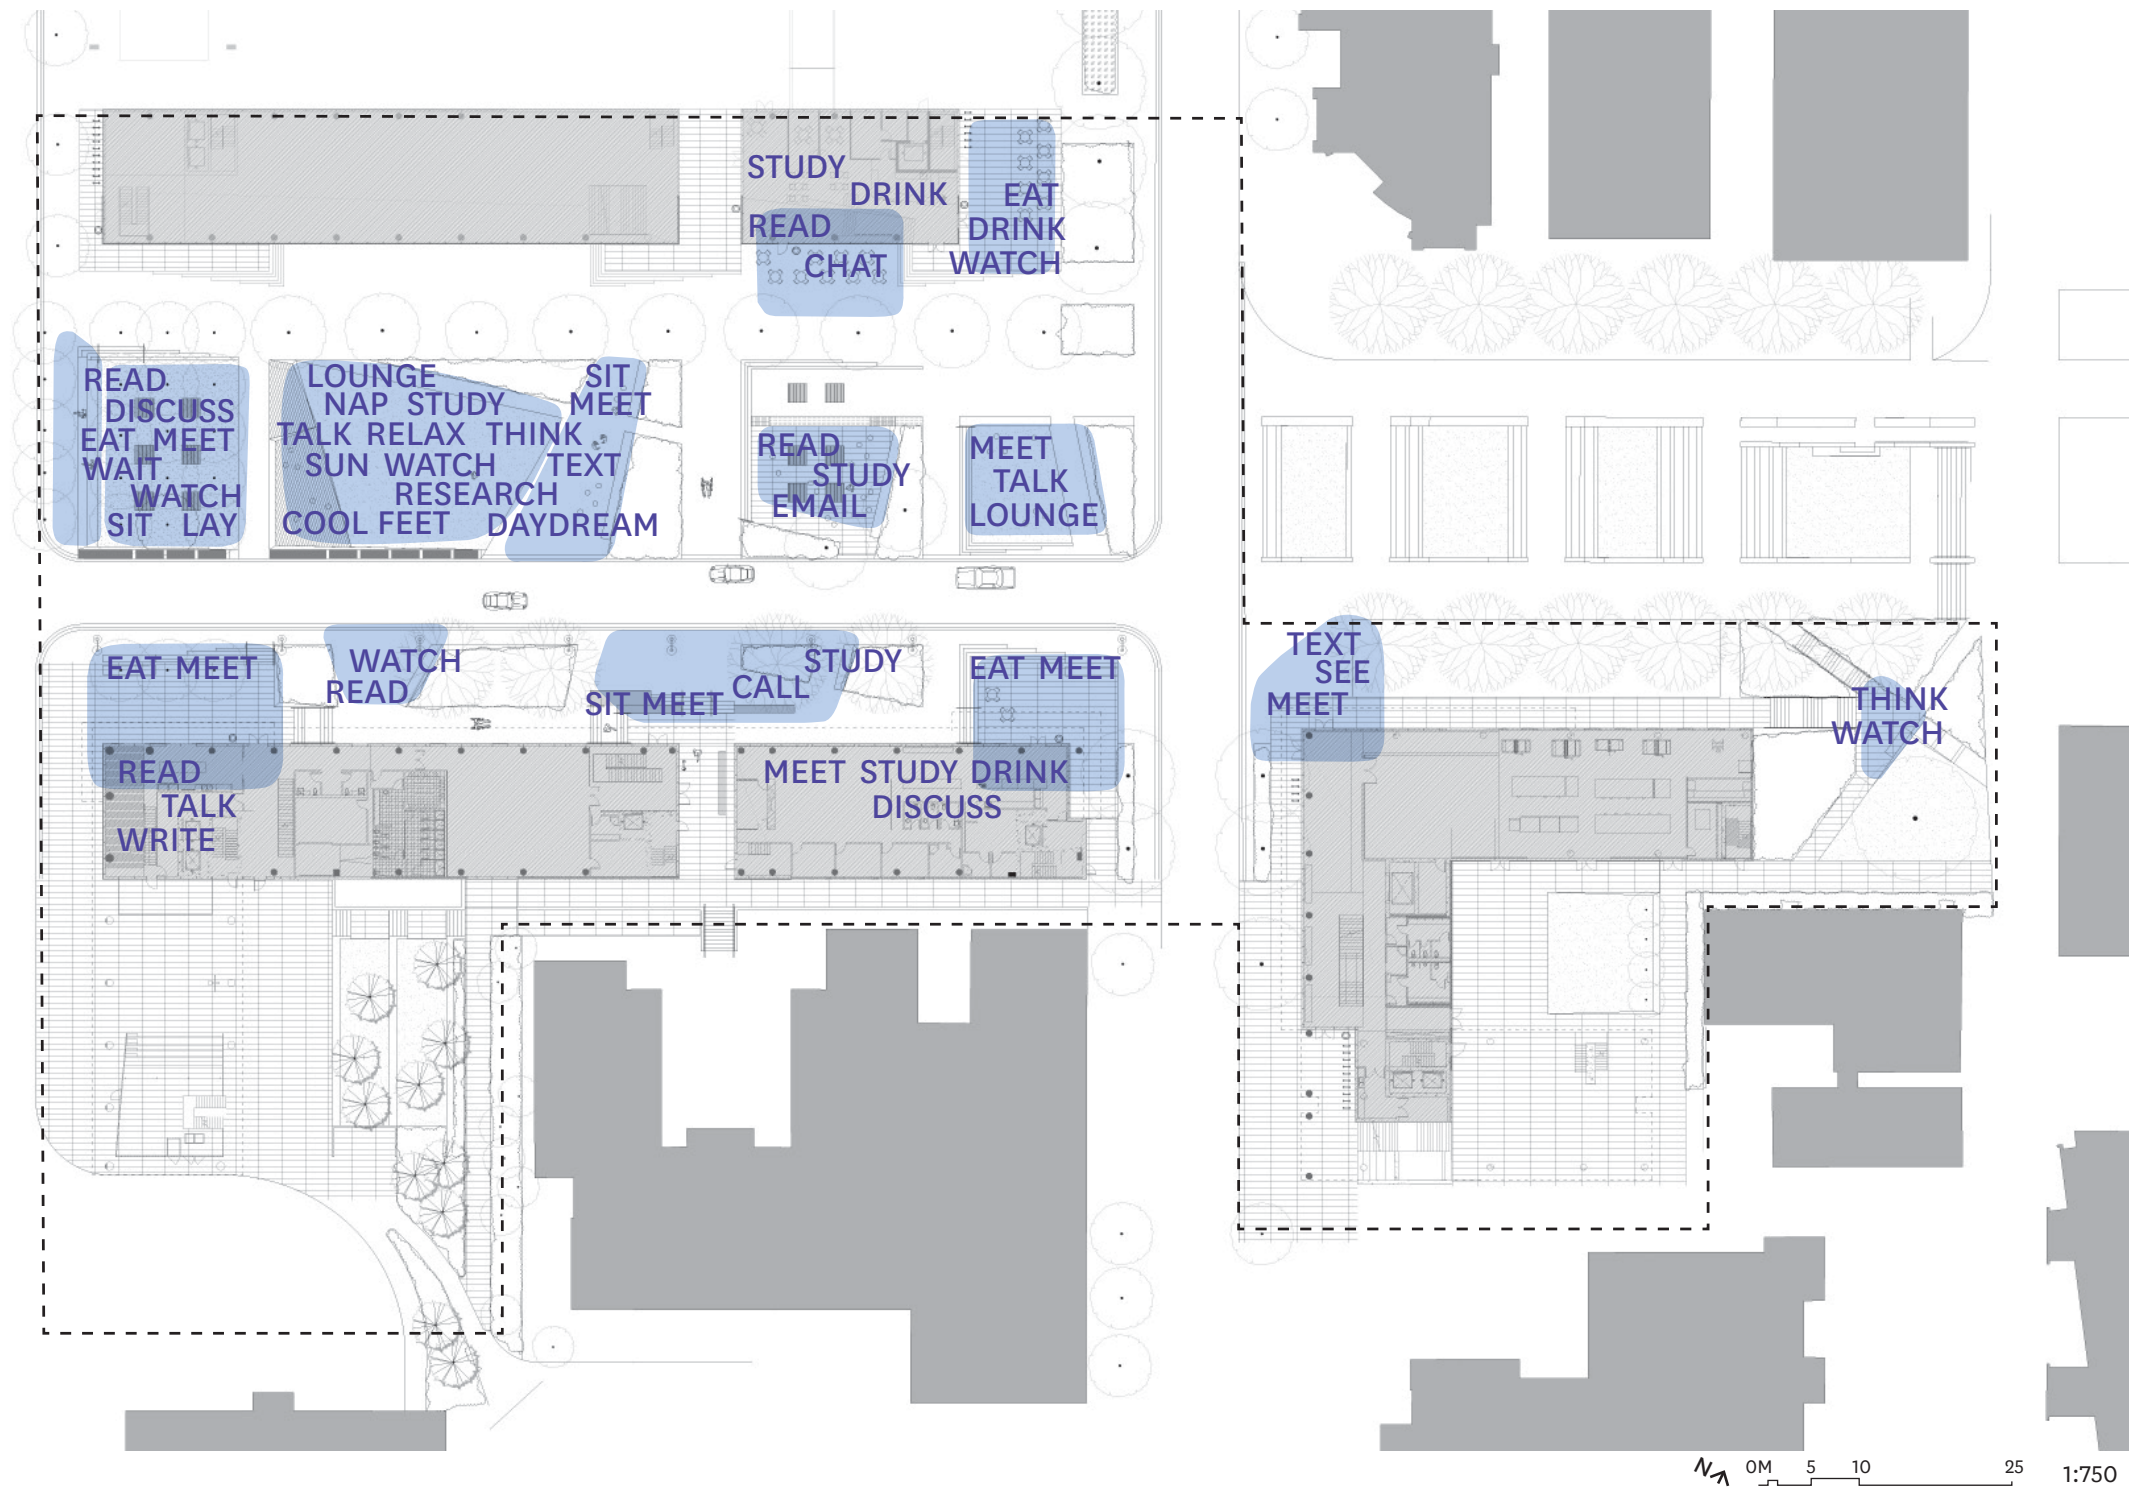 STUDY
DRINK
READ
CHAT
EAT
DRINK
WATCH
READ
DISCUSS
EAT MEET
WAIT
WATCH
SIT LAY
LOUNGE
NAP STUDY
TALK RELAX THINK
SUN WATCH
RESEARCH
COOL FEET
SIT
MEET
TEXT
DAYDREAM
READ
STUDY
EMAIL
MEET
TALK
LOUNGE
EAT MEET
READ
TALK
WRITE
WATCH
READ
STUDY
CALL
SIT MEET
EAT MEET
MEET STUDY DRINK
DISCUSS
TEXT
SEE
MEET
THINK
WATCH
N 0M 5 10 25 1:750